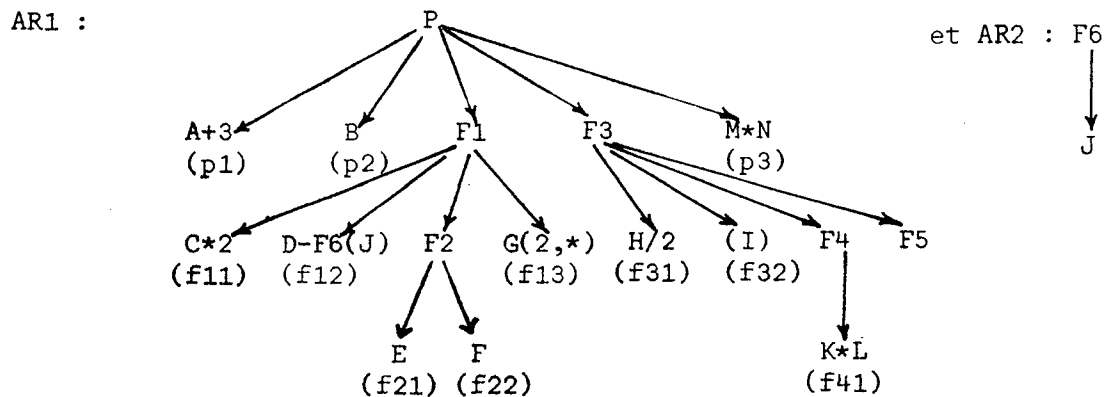 AR1 : P et AR2 : F6
A+3 B F1 F3 M*N J
(p1) (p2) (p3)
C*2 D-F6(J) F2 G(2,*) H/2 (I) F4 F5
(f11) (f12) (f13) (f31) (f32)
E F K*L
(f21) (f22) (f41)